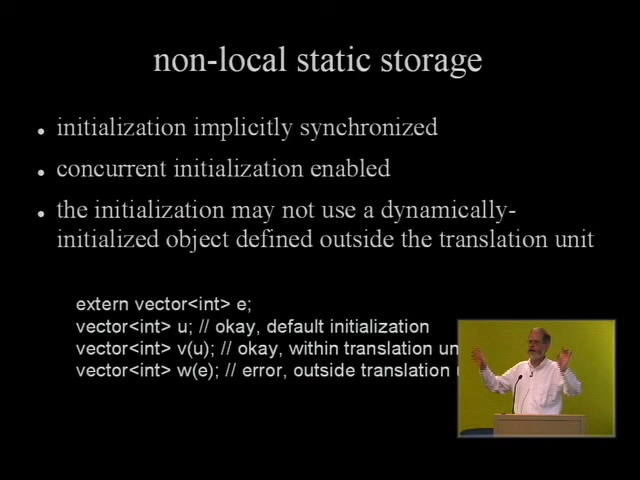 non-local static storage
initialization implicitly synchronized
concurrent initialization enabled
the initialization may not use a dynamically-
initialized object defined outside the translation unit
extern vector<int> e;
vector<int> u; // okay, default initialization
vector<int> v(u); // okay, within translation
vector<int> w(e); // error, outside translation